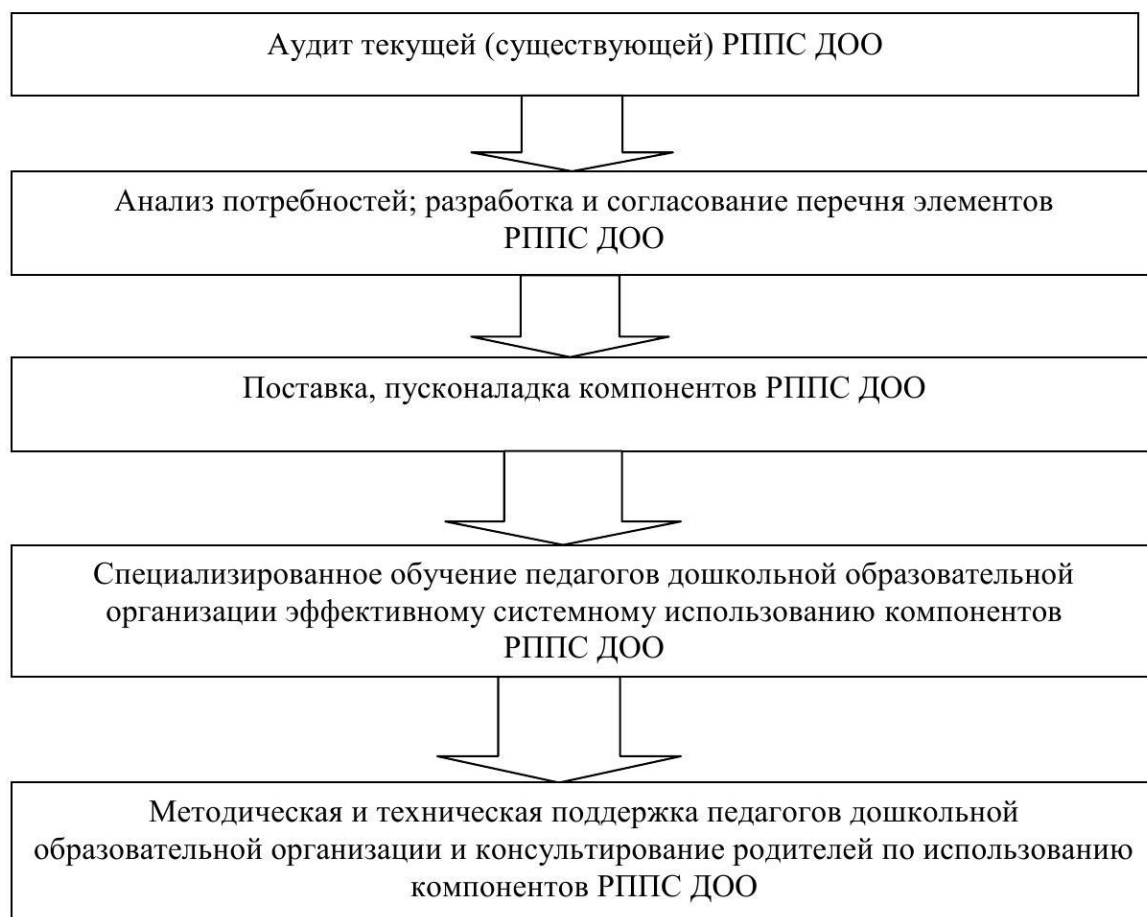 Аудит текущей (существующей) РППС ДОО
Анализ потребностей; разработка и согласование перечня элементов
РППС ДОО
Поставка, пусконаладка компонентов РППС ДОО
Специализированное обучение педагогов дошкольной образовательной
организации эффективному системному использованию компонентов
РППС ДОО
Методическая и техническая поддержка педагогов дошкольной
образовательной организации и консультирование родителей по использованию
компонентов РППС ДОО